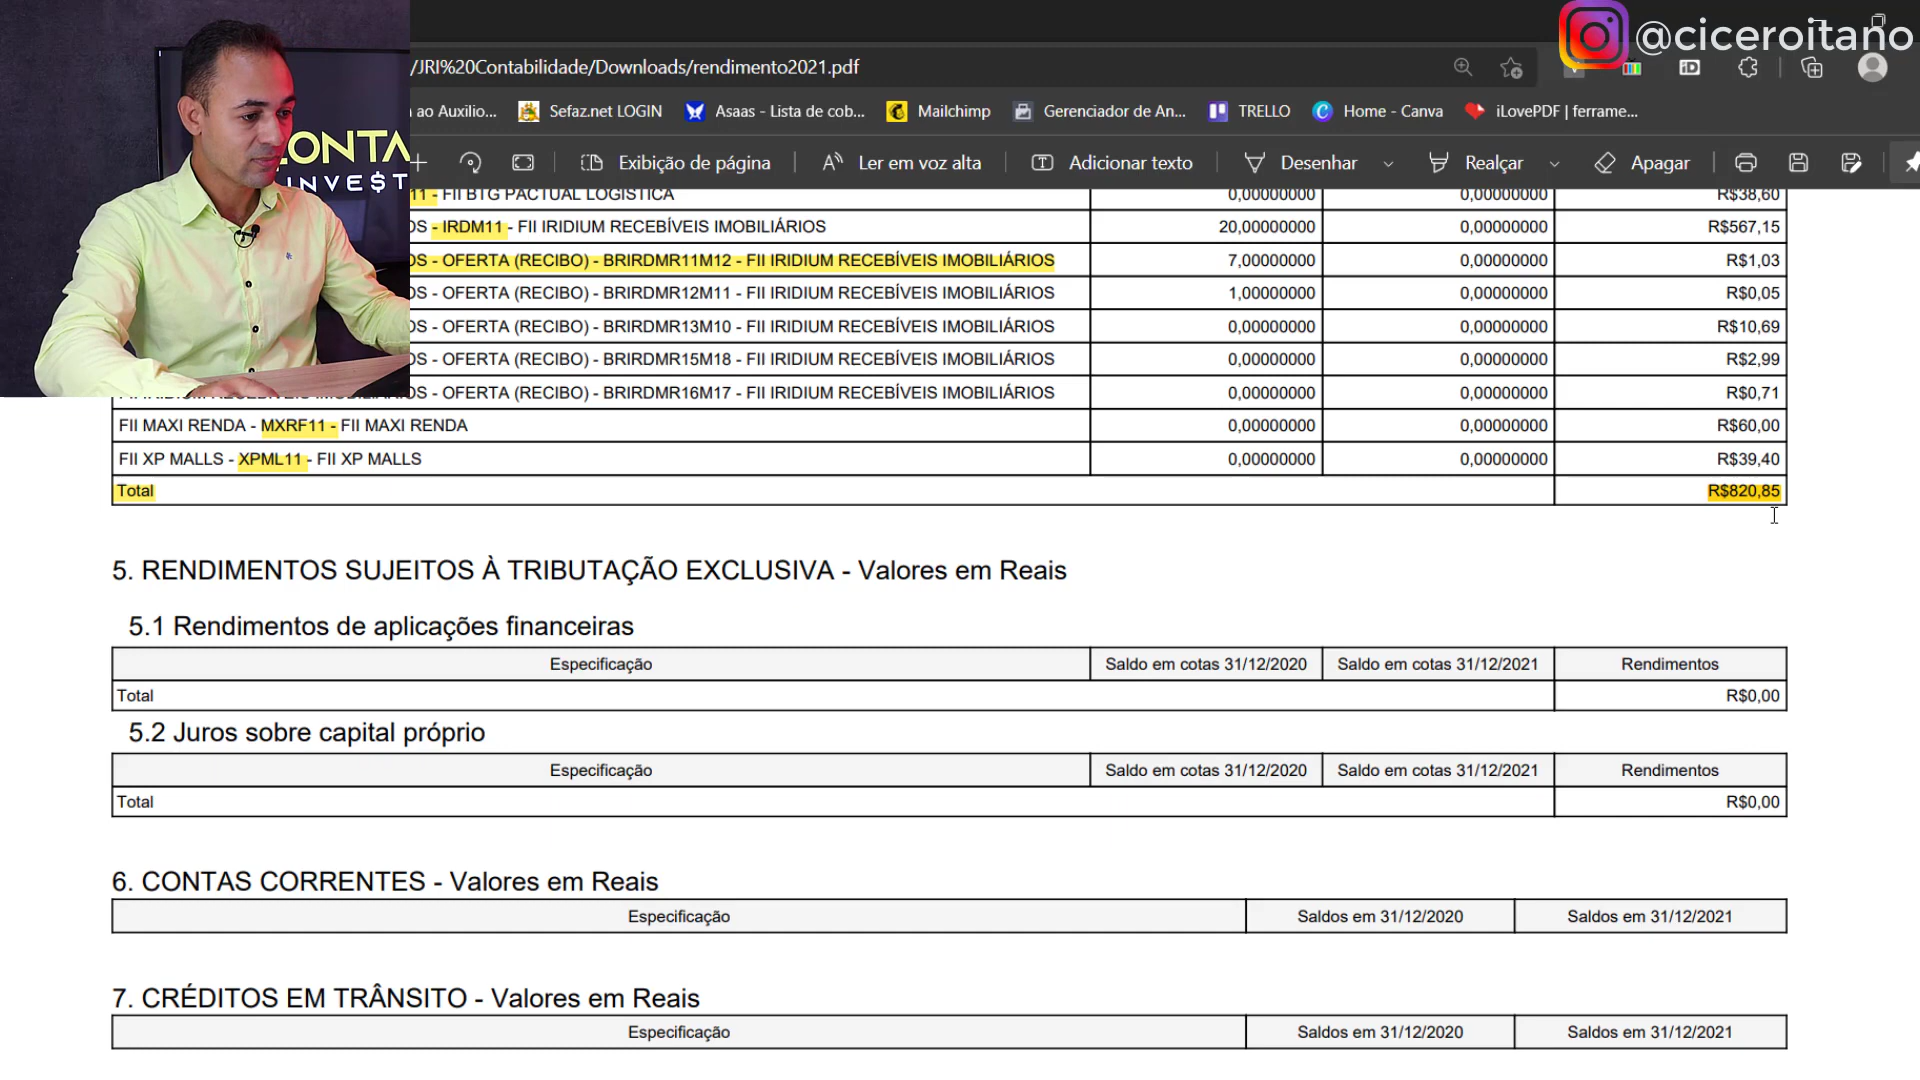 @ciceroitano
/JRI%20Contabilidade/Downloads/rendimento2021.pdf
ao Auxilio... Sefaz.net LOGIN Asaas - Lista de cob... Mailchimp Gerenciador de An... TRELLO Home - Canva iLovePDF | ferrame...
Exibição de página Ler em voz alta Adicionar texto Desenhar Realçar Apagar
CONTA
INVE$T
11 - FII BTG PACTUAL LOGÍSTICA 0,00000000 0,00000000 R$38,60
OS - IRDM11 - FII IRIDIUM RECEBÍVEIS IMOBILIÁRIOS 20,00000000 0,00000000 R$567,15
OS - OFERTA (RECIBO) - BRIRDMR11M12 - FII IRIDIUM RECEBÍVEIS IMOBILIÁRIOS 7,00000000 0,00000000 R$1,03
OS - OFERTA (RECIBO) - BRIRDMR12M11 - FII IRIDIUM RECEBÍVEIS IMOBILIÁRIOS 1,00000000 0,00000000 R$0,05
OS - OFERTA (RECIBO) - BRIRDMR13M10 - FII IRIDIUM RECEBÍVEIS IMOBILIÁRIOS 0,00000000 0,00000000 R$10,69
OS - OFERTA (RECIBO) - BRIRDMR15M18 - FII IRIDIUM RECEBÍVEIS IMOBILIÁRIOS 0,00000000 0,00000000 R$2,99
OS - OFERTA (RECIBO) - BRIRDMR16M17 - FII IRIDIUM RECEBÍVEIS IMOBILIÁRIOS 0,00000000 0,00000000 R$0,71
FII MAXI RENDA - MXRF11 - FII MAXI RENDA 0,00000000 0,00000000 R$60,00
FII XP MALLS - XPML11 - FII XP MALLS 0,00000000 0,00000000 R$39,40
Total R$820,85
5. RENDIMENTOS SUJEITOS À TRIBUTAÇÃO EXCLUSIVA - Valores em Reais
5.1 Rendimentos de aplicações financeiras
Especificação Saldo em cotas 31/12/2020 Saldo em cotas 31/12/2021 Rendimentos
Total R$0,00
5.2 Juros sobre capital próprio
Especificação Saldo em cotas 31/12/2020 Saldo em cotas 31/12/2021 Rendimentos
Total R$0,00
6. CONTAS CORRENTES - Valores em Reais
Especificação Saldos em 31/12/2020 Saldos em 31/12/2021
7. CRÉDITOS EM TRÂNSITO - Valores em Reais
Especificação Saldos em 31/12/2020 Saldos em 31/12/2021